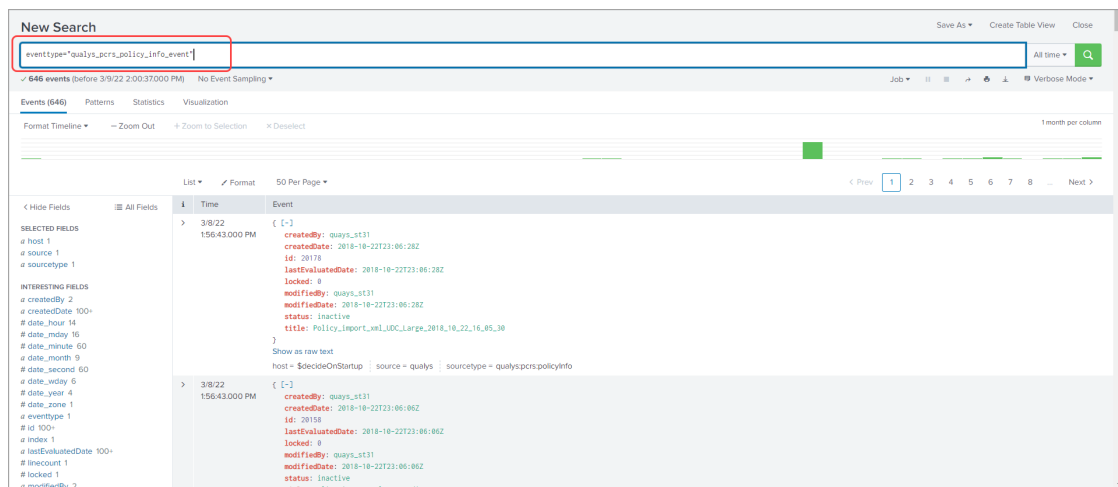 New Search
Save As ▾ Create Table View Close
eventtype="qualys_pcrs_policy_info_event"
All time ▾
✓ 646 events (before 3/9/22 2:00:37.000 PM) No Event Sampling ▾
Job ▾ Verbose Mode ▾
Events (646) Patterns Statistics Visualization
Format Timeline ▾ — Zoom Out + Zoom to Selection × Deselect
1 month per column
List ▾ Format 50 Per Page ▾
< Prev 1 2 3 4 5 6 7 8 ... Next >
< Hide Fields All Fields
SELECTED FIELDS
a host 1
a source 1
a sourcetype 1
INTERESTING FIELDS
a createdBy 2
a createdDate 100+
# date_hour 14
# date_mday 16
# date_minute 60
a date_month 9
# date_second 60
a date_wday 6
# date_year 4
# date_zone 1
a eventtype 1
# id 100+
a index 1
a lastEvaluatedDate 100+
# linecount 1
# locked 1
a modifiedBy 2
i Time Event
> 3/8/22
1:56:43.000 PM
{ [-]
createdBy: quays_st31
createdDate: 2018-10-22T23:06:28Z
id: 20178
lastEvaluatedDate: 2018-10-22T23:06:28Z
locked: 0
modifiedBy: quays_st31
modifiedDate: 2018-10-22T23:06:28Z
status: inactive
title: Policy_import_xml_UDC_Large_2018_10_22_16_05_30
}
Show as raw text
host = $decideOnStartup source = qualys sourcetype = qualys:pcrs:policyInfo
> 3/8/22
1:56:43.000 PM
{ [-]
createdBy: quays_st31
createdDate: 2018-10-22T23:06:06Z
id: 20158
lastEvaluatedDate: 2018-10-22T23:06:06Z
locked: 0
modifiedBy: quays_st31
modifiedDate: 2018-10-22T23:06:06Z
status: inactive